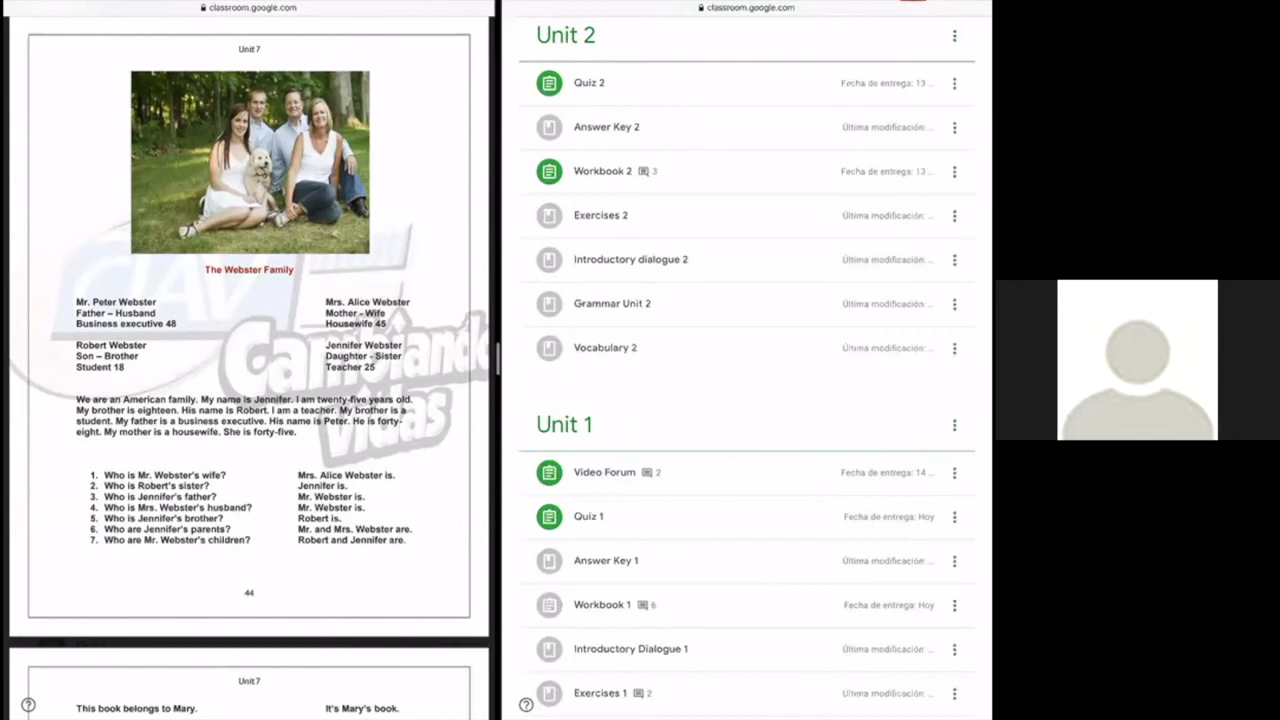 classroom.google.com
Unit 7
The Webster Family
Mr. Peter Webster
Father – Husband
Business executive 48
Mrs. Alice Webster
Mother - Wife
Housewife 45
Robert Webster
Son – Brother
Student 18
Jennifer Webster
Daughter - Sister
Teacher 25
Cambiando
Vidas
We are an American family. My name is Jennifer. I am twenty-five years old.
My brother is eighteen. His name is Robert. I am a teacher. My brother is a
student. My father is a business executive. His name is Peter. He is forty-
eight. My mother is a housewife. She is forty-five.
1. Who is Mr. Webster's wife? Mrs. Alice Webster is.
2. Who is Robert's sister? Jennifer is.
3. Who is Jennifer's father? Mr. Webster is.
4. Who is Mrs. Webster's husband? Mr. Webster is.
5. Who is Jennifer's brother? Robert is.
6. Who are Jennifer's parents? Mr. and Mrs. Webster are.
7. Who are Mr. Webster's children? Robert and Jennifer are.
44
Unit 7
This book belongs to Mary. It's Mary's book.
classroom.google.com
Unit 2
Quiz 2 Fecha de entrega: 13 ...
Answer Key 2 Última modificación: ...
Workbook 2 3 Fecha de entrega: 13 ...
Exercises 2 Última modificación: ...
Introductory dialogue 2 Última modificación: ...
Grammar Unit 2 Última modificación: ...
Vocabulary 2 Última modificación: ...
Unit 1
Video Forum 2 Fecha de entrega: 14 ...
Quiz 1 Fecha de entrega: Hoy
Answer Key 1 Última modificación: ...
Workbook 1 6 Fecha de entrega: Hoy
Introductory Dialogue 1 Última modificación: ...
Exercises 1 2 Última modificación: ...